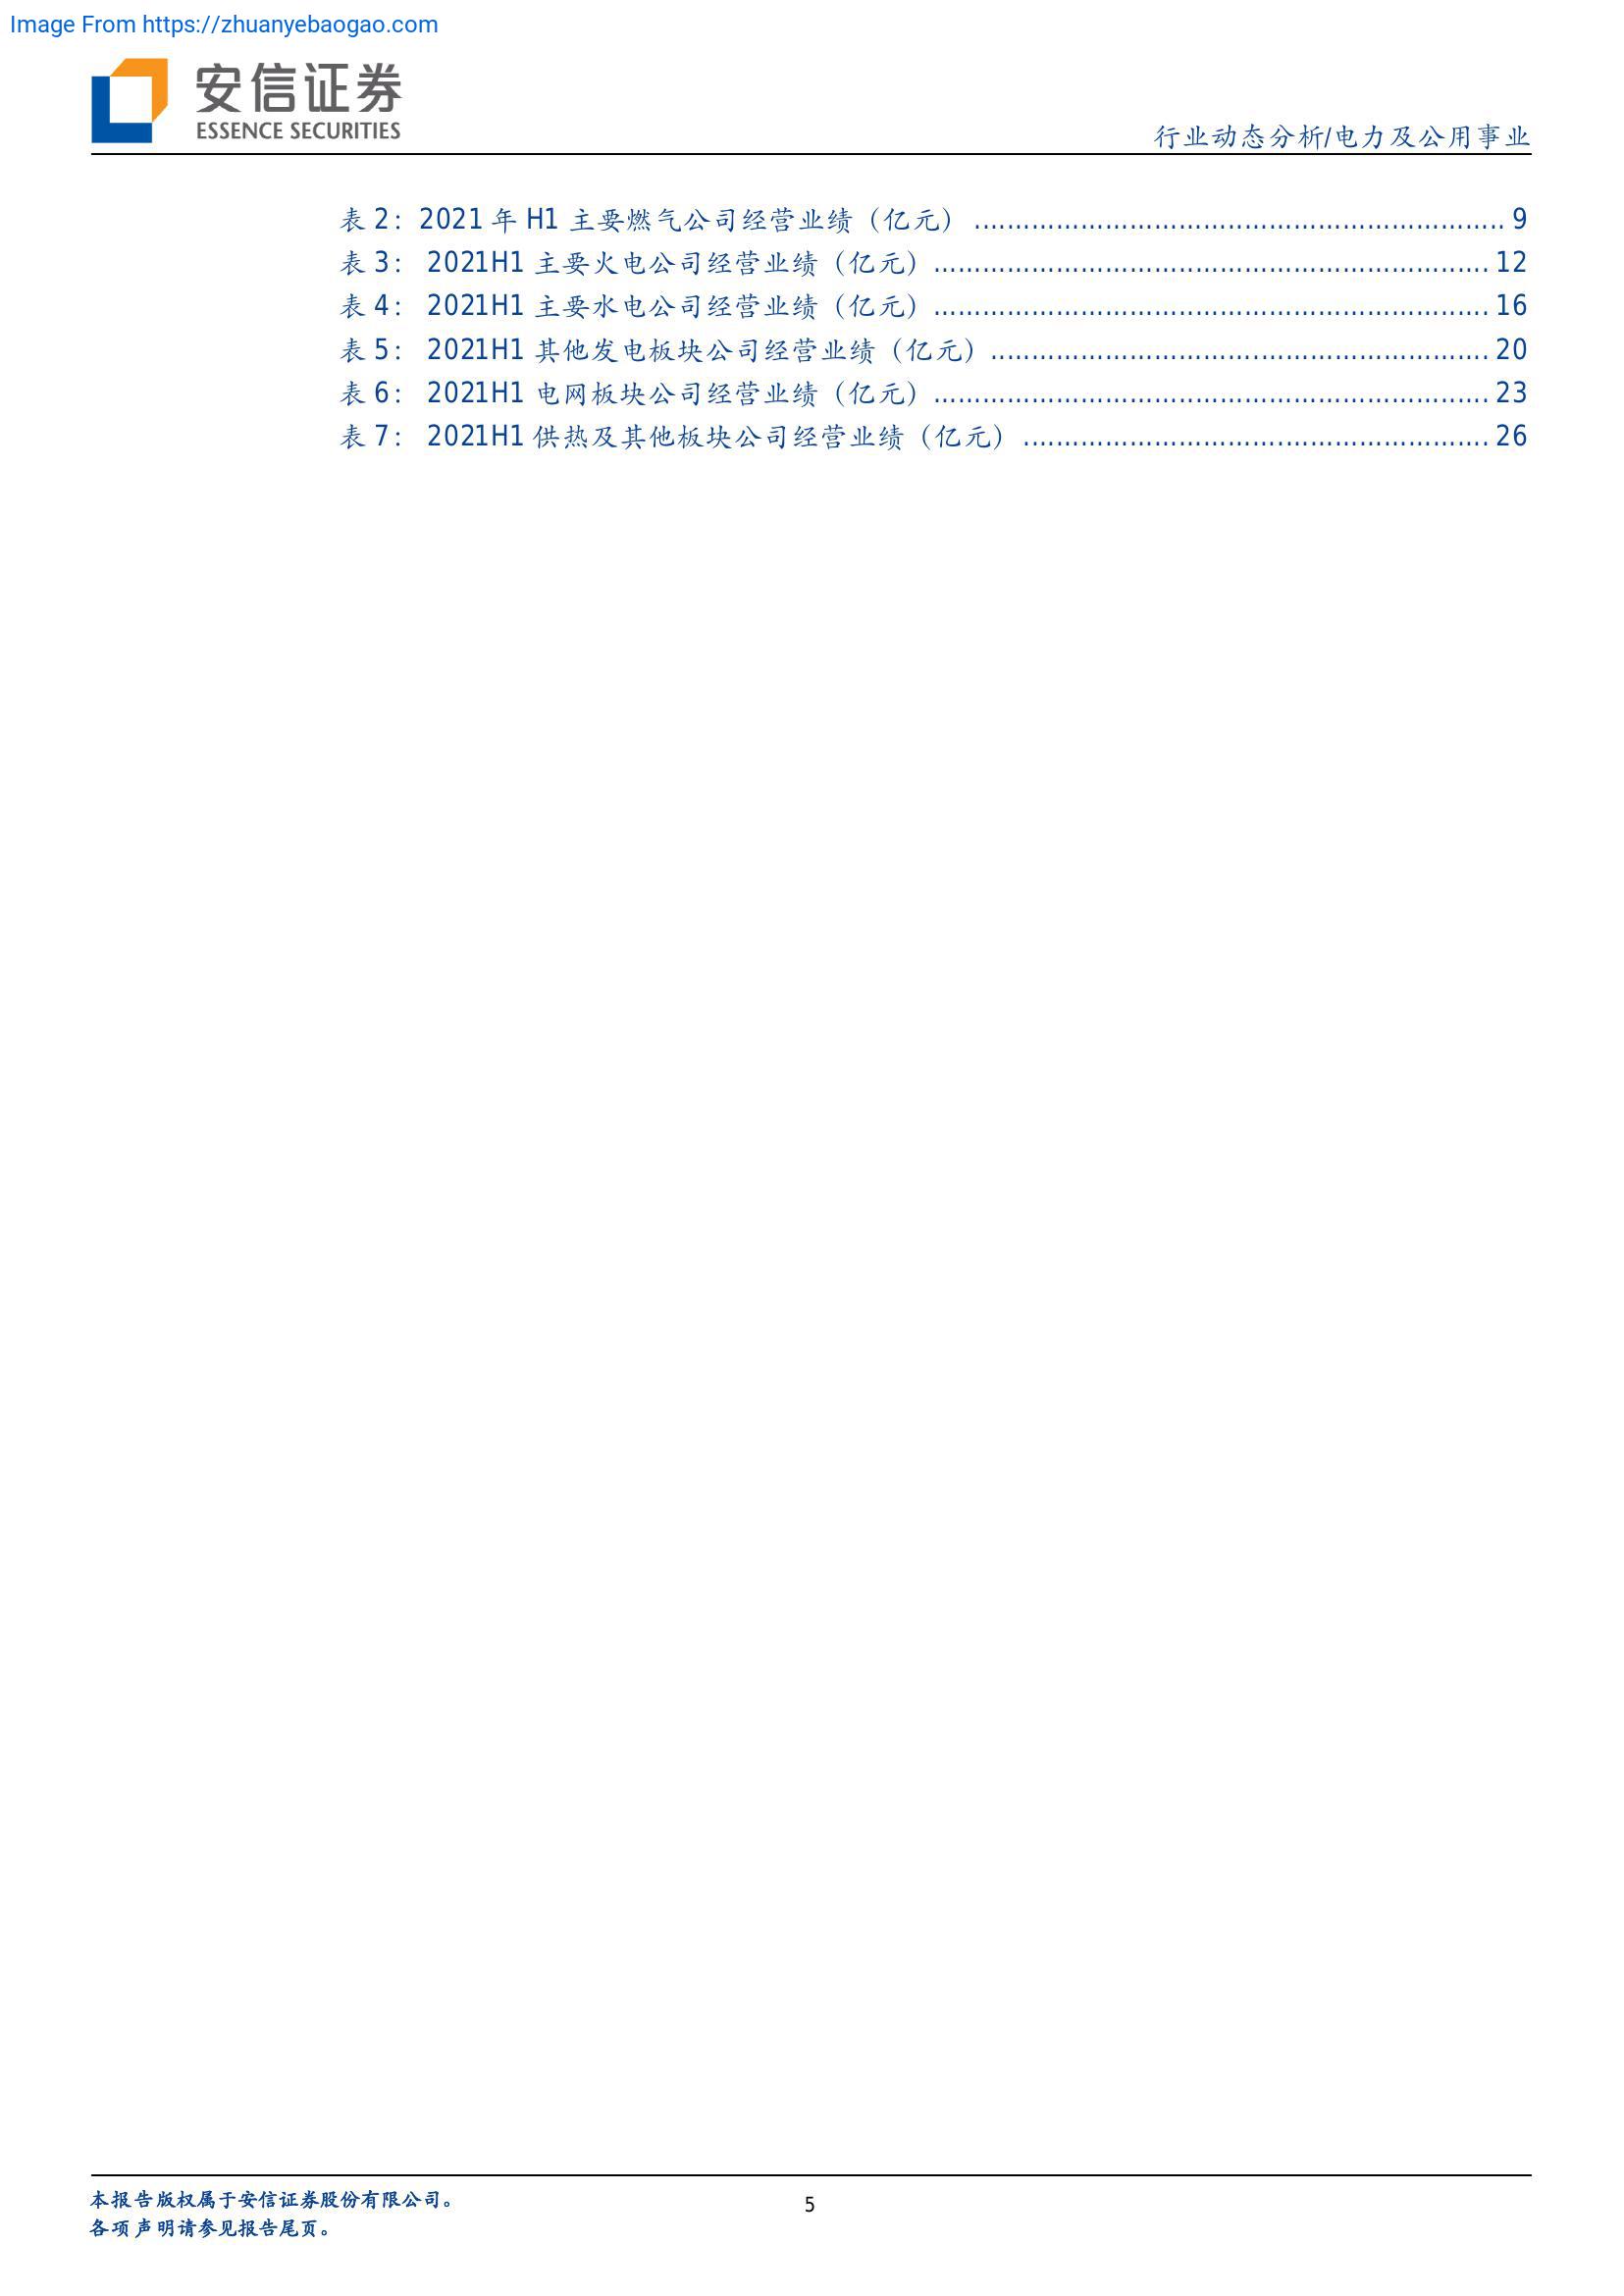 Image From https://zhuanyebaogao.com
安信证券
ESSENCE SECURITIES
行业动态分析/电力及公用事业
表 2：2021 年 H1 主要燃气公司经营业绩（亿元） ................................................................ 9
表 3： 2021H1 主要火电公司经营业绩（亿元）................................................................... 12
表 4： 2021H1 主要水电公司经营业绩（亿元）................................................................... 16
表 5： 2021H1 其他发电板块公司经营业绩（亿元）............................................................ 20
表 6： 2021H1 电网板块公司经营业绩（亿元）................................................................... 23
表 7： 2021H1 供热及其他板块公司经营业绩（亿元） ........................................................ 26
本报告版权属于安信证券股份有限公司。
各项声明请参见报告尾页。
5